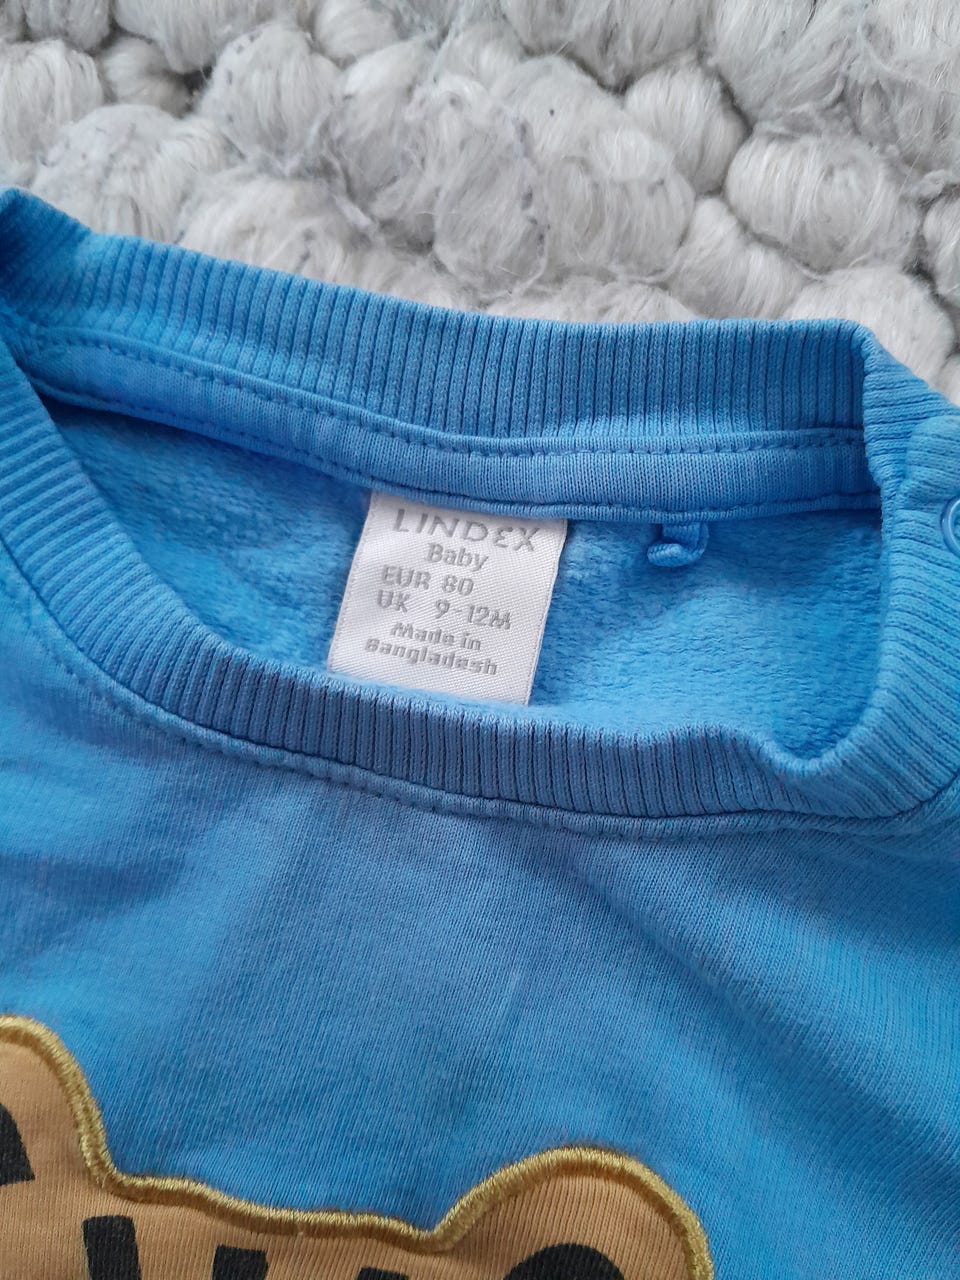 LINDEX
Baby
EUR 80
UK 9-12M
Made in
Bangladesh